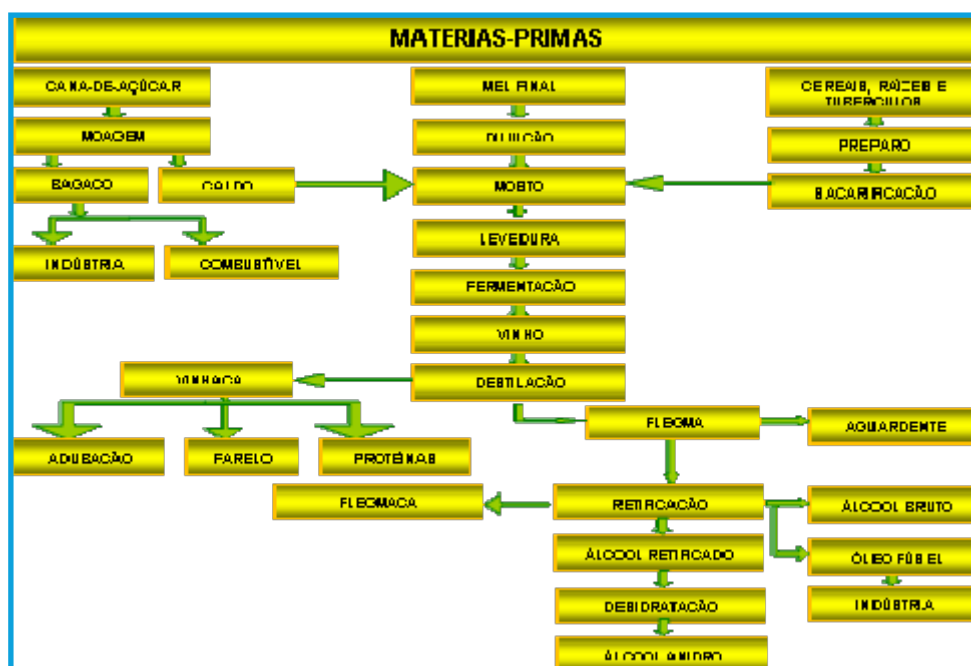 MATERIAS-PRIMAS
CANA-DE-AÇÚCAR
MEL FINAL
CEREAIS, RAÍZES E
TUBÉRCULOS
MOAGEM
DILUIÇÃO
PREPARO
BAGAÇO
CALDO
MOSTO
SACARIFICAÇÃO
LEVEDURA
INDÚSTRIA
COMBUSTÍVEL
FERMENTAÇÃO
VINHO
VINHAÇA
DESTILAÇÃO
FLEGMA
AGUARDENTE
ADUBAÇÃO
FARELO
PROTEÍNAS
FLEGMAÇA
RETIFICAÇÃO
ÁLCOOL BRUTO
ÁLCOOL RETIFICADO
ÓLEO FÚSEL
DESIDRATAÇÃO
INDÚSTRIA
ÁLCOOL ANIDRO